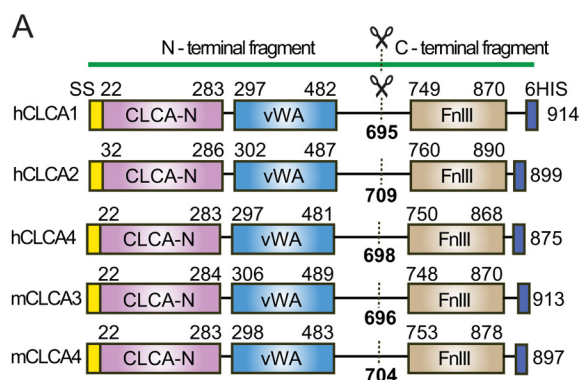 A
N - terminal fragment C - terminal fragment
SS 22 283 297 482 749 870 6HIS
hCLCA1 CLCA-N vWA FnIII 914
695
32 286 302 487 760 890
hCLCA2 CLCA-N vWA FnIII 899
709
22 283 297 481 750 868
hCLCA4 CLCA-N vWA FnIII 875
698
22 284 306 489 748 870
mCLCA3 CLCA-N vWA FnIII 913
696
22 283 298 483 753 878
mCLCA4 CLCA-N vWA FnIII 897
704